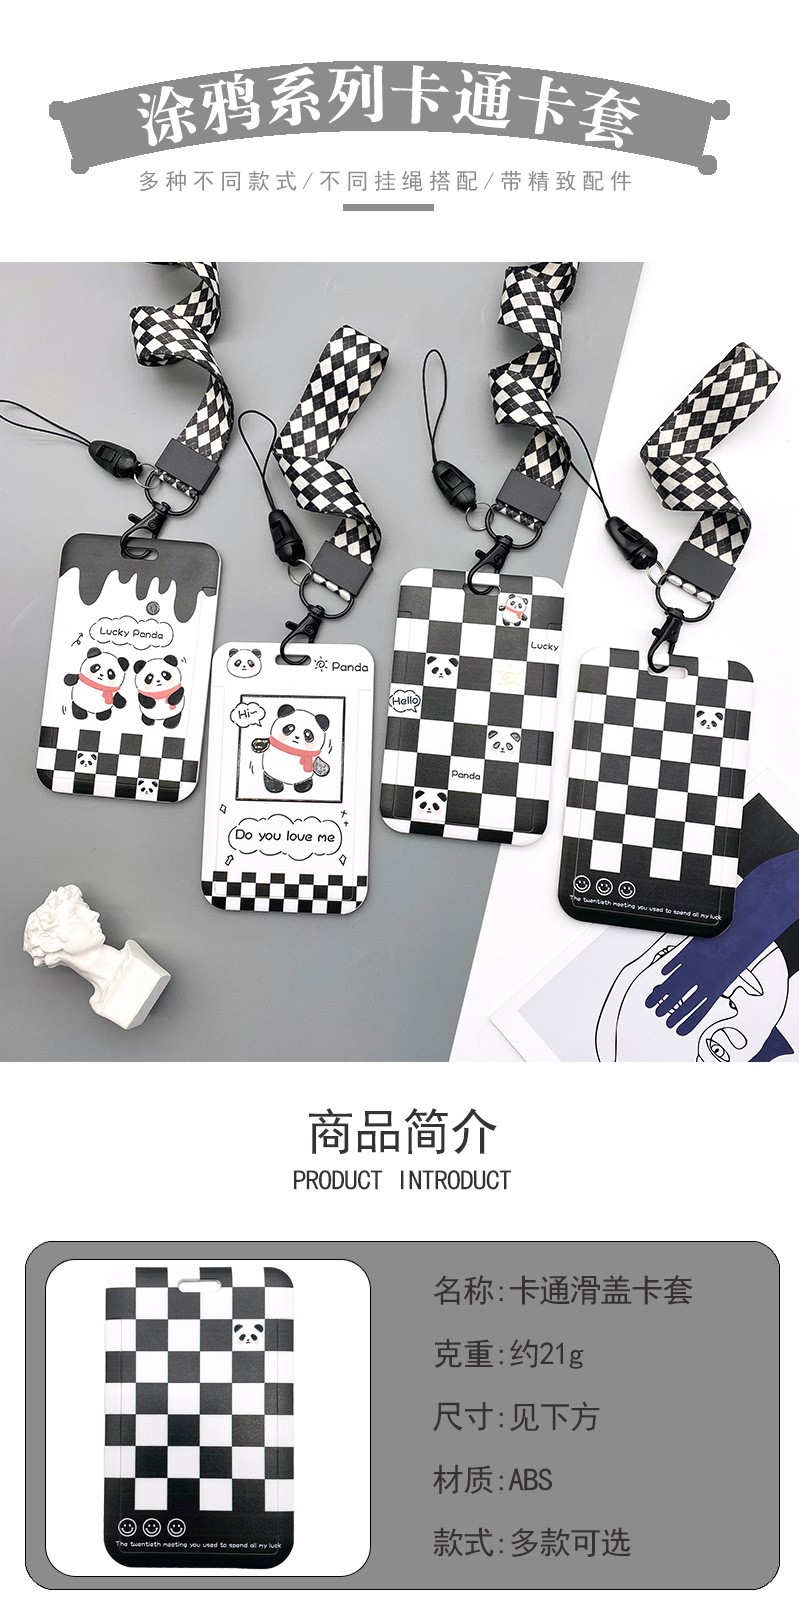 涂鸦系列卡通卡套
多种不同款式/不同挂绳搭配/带精致配件
Lucky Panda
Panda
Hi~
Do you love me
Lucky
Hello
Panda
The twentieth meeting you used to spend all my luck
商品简介
PRODUCT INTRODUCT
名称:卡通滑盖卡套
克重:约21g
尺寸:见下方
材质:ABS
款式:多款可选
The twentieth meeting you used to spend all my luck